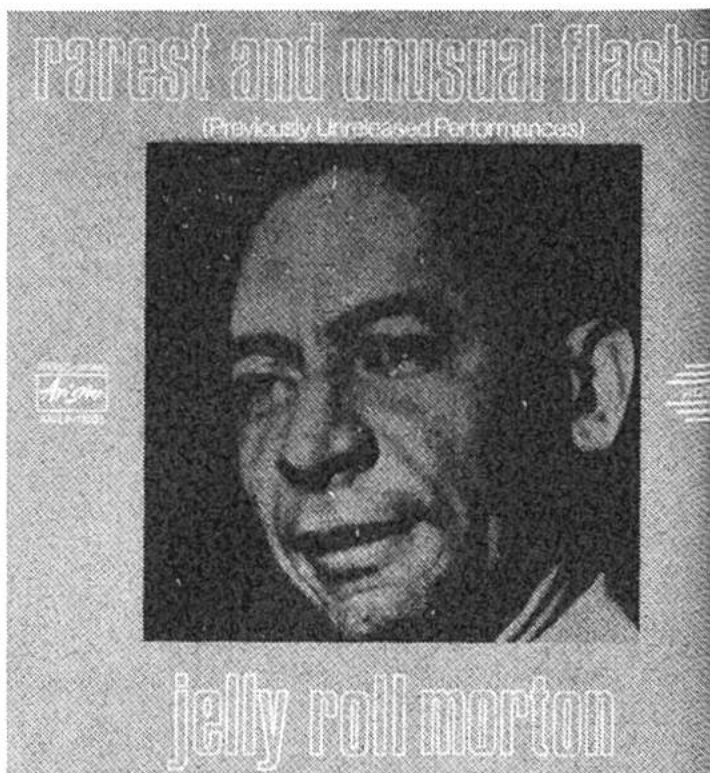 rarest and unusual flashe
(Previously Unreleased Performances)
jelly roll morton